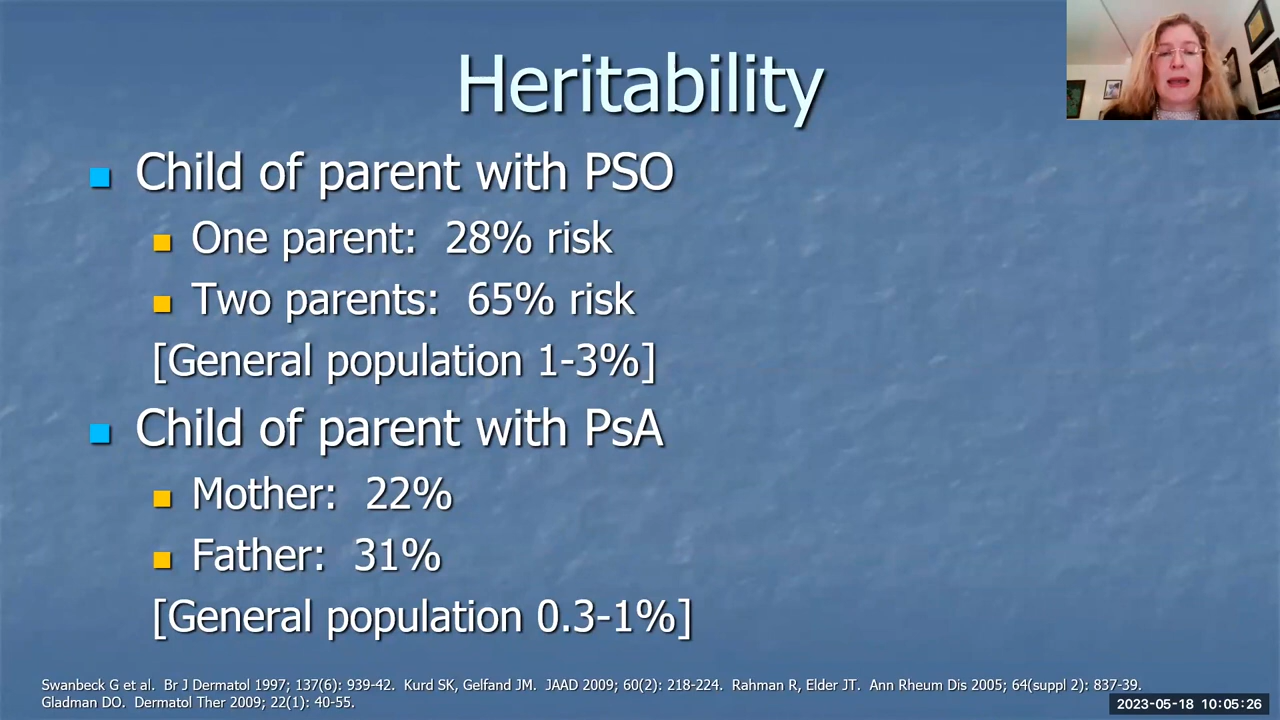 Heritability
Child of parent with PSO
One parent:  28% risk
Two parents:  65% risk
[General population 1-3%]
Child of parent with PsA
Mother:  22%
Father:  31%
[General population 0.3-1%]
Swanbeck G et al.  Br J Dermatol 1997; 137(6): 939-42.  Kurd SK, Gelfand JM.  JAAD 2009; 60(2): 218-224.  Rahman R, Elder JT.  Ann Rheum Dis 2005; 64(suppl 2): 837-39.
Gladman DO.  Dermatol Ther 2009; 22(1): 40-55.
2023-05-18 10:05:26